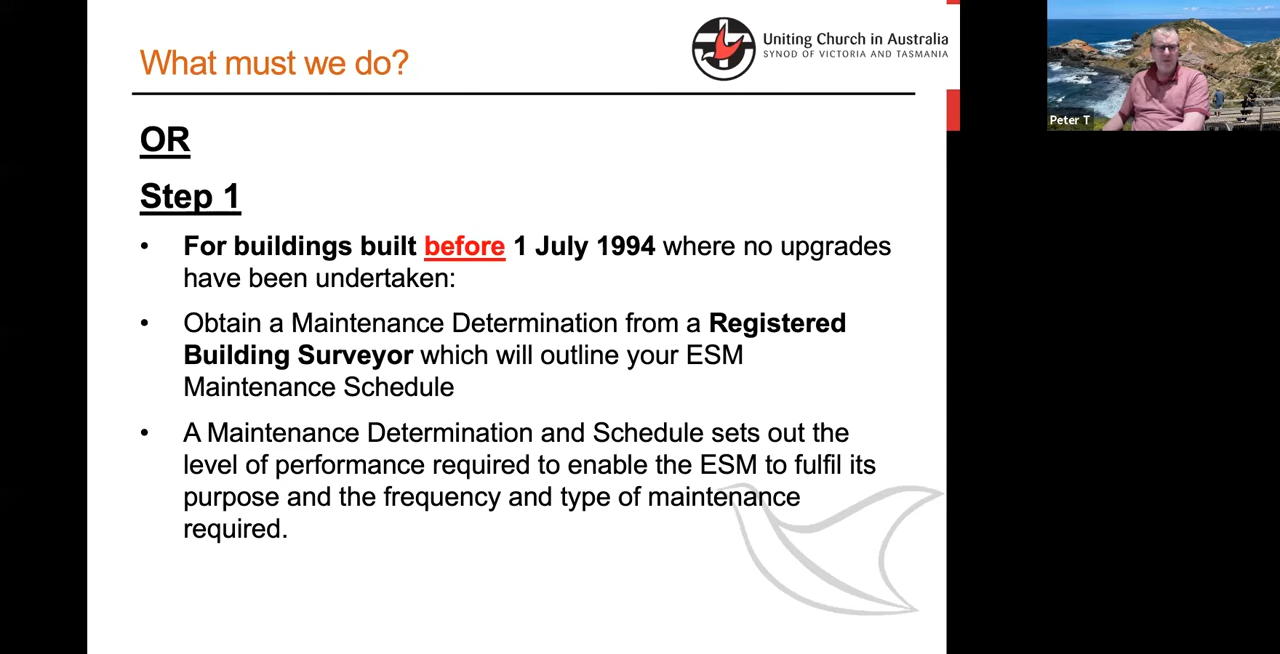 What must we do?
Uniting Church in Australia
SYNOD OF VICTORIA AND TASMANIA
OR
Step 1
• For buildings built before 1 July 1994 where no upgrades
have been undertaken:
• Obtain a Maintenance Determination from a Registered
Building Surveyor which will outline your ESM
Maintenance Schedule
• A Maintenance Determination and Schedule sets out the
level of performance required to enable the ESM to fulfil its
purpose and the frequency and type of maintenance
required.
Peter T